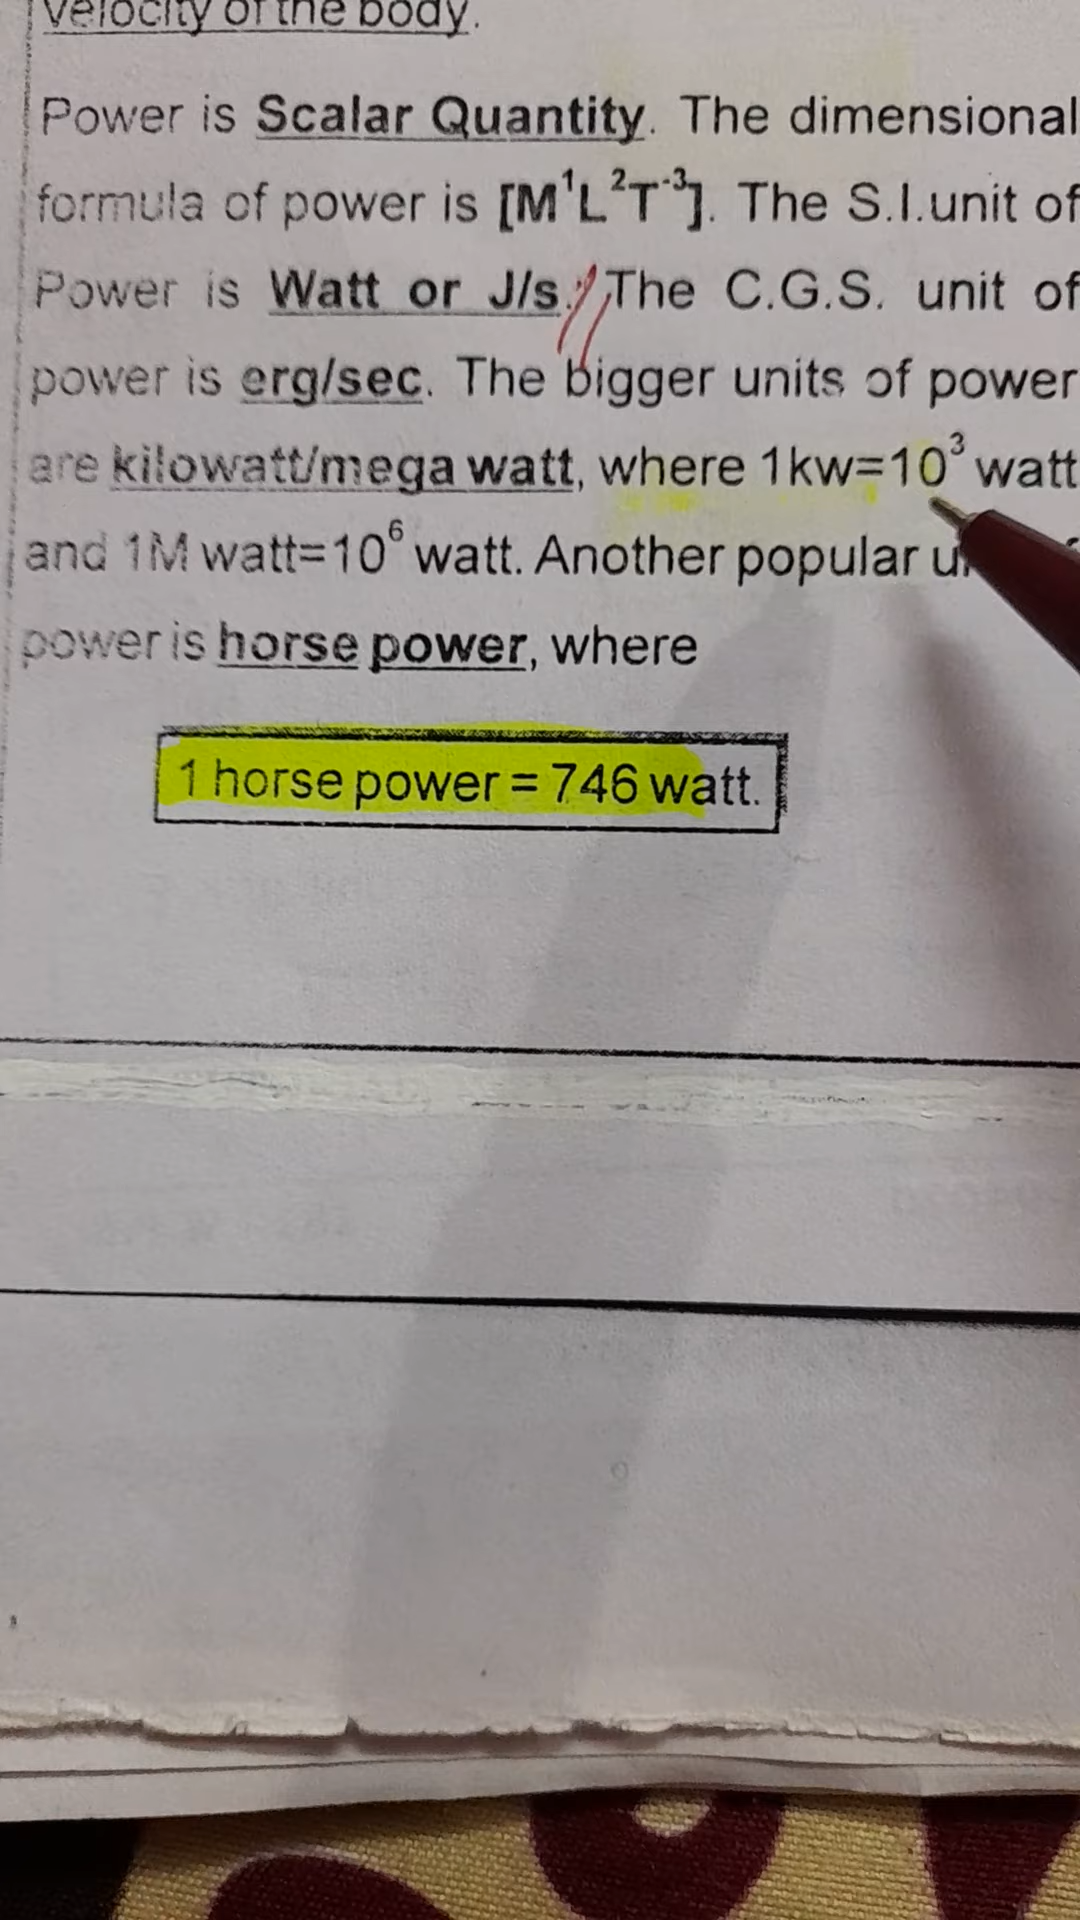 velocity of the body.
Power is Scalar Quantity. The dimensional
formula of power is [M¹L²T⁻³]. The S.I.unit of
Power is Watt or J/s. The C.G.S. unit of
power is erg/sec. The bigger units of power
are kilowatt/mega watt, where 1kw=10³ watt
and 1M watt=10⁶ watt. Another popular
power is horse power, where
1 horse power = 746 watt.